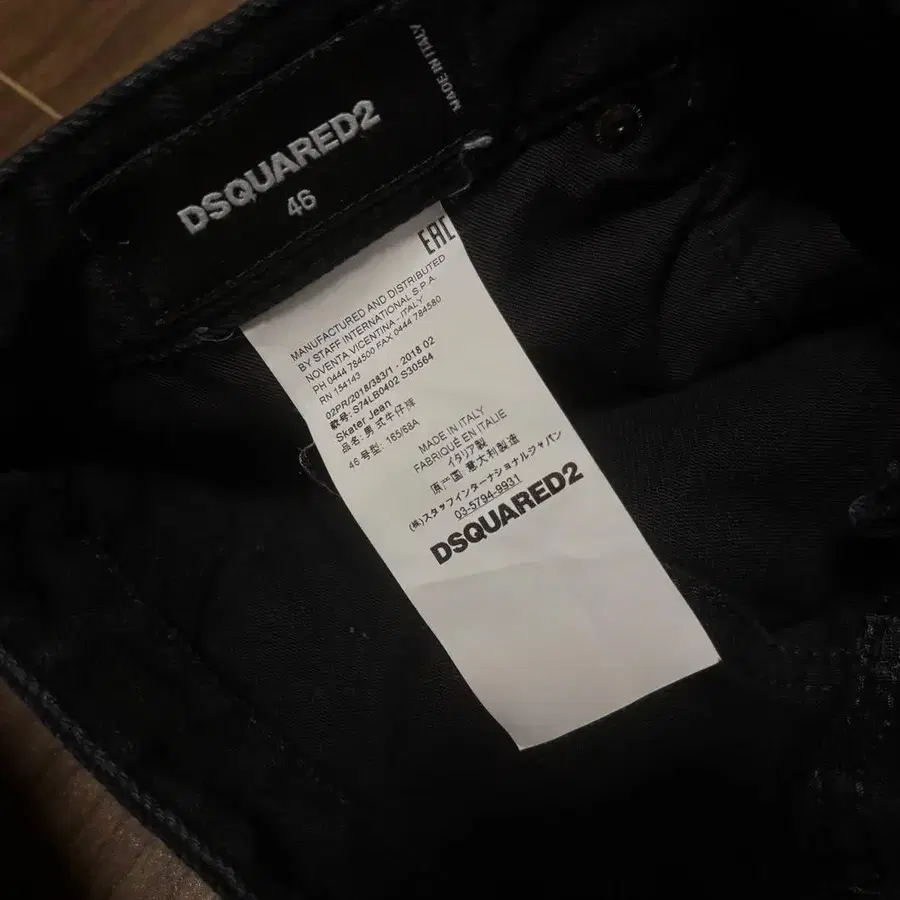 DSQUARED2
46
MADE IN ITALY
EAC
MANUFACTURED AND DISTRIBUTED
BY STAFF INTERNATIONAL S.P.A.
NOVENTA VICENTINA - ITALY
PH 0444 784500 FAX 0444 784580
RN 154143
02PR/2018/383/1 - 2018 02
款号: S74LB0402 S30564
Skater Jean
品名: 男式牛仔裤
46 号型: 165/68A
MADE IN ITALY
FABRIQUÉ EN ITALIE
イタリア製
原产国: 意大利制造
(株)スタッフインターナショナルジャパン
03-5794-9931
DSQUARED2